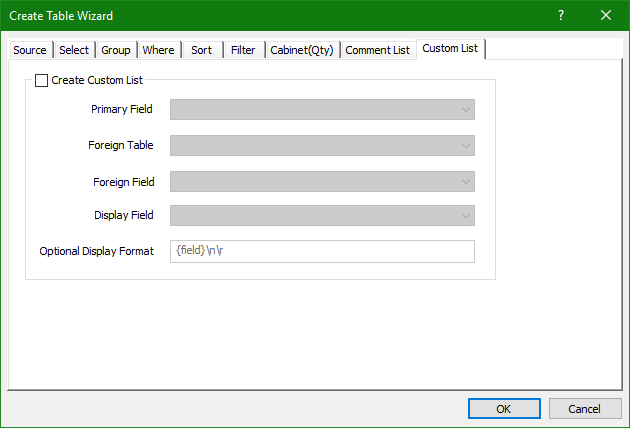 Create Table Wizard ?
Source Select Group Where Sort Filter Cabinet(Qty) Comment List Custom List
Create Custom List
Primary Field
Foreign Table
Foreign Field
Display Field
Optional Display Format {field}\n\r
OK Cancel